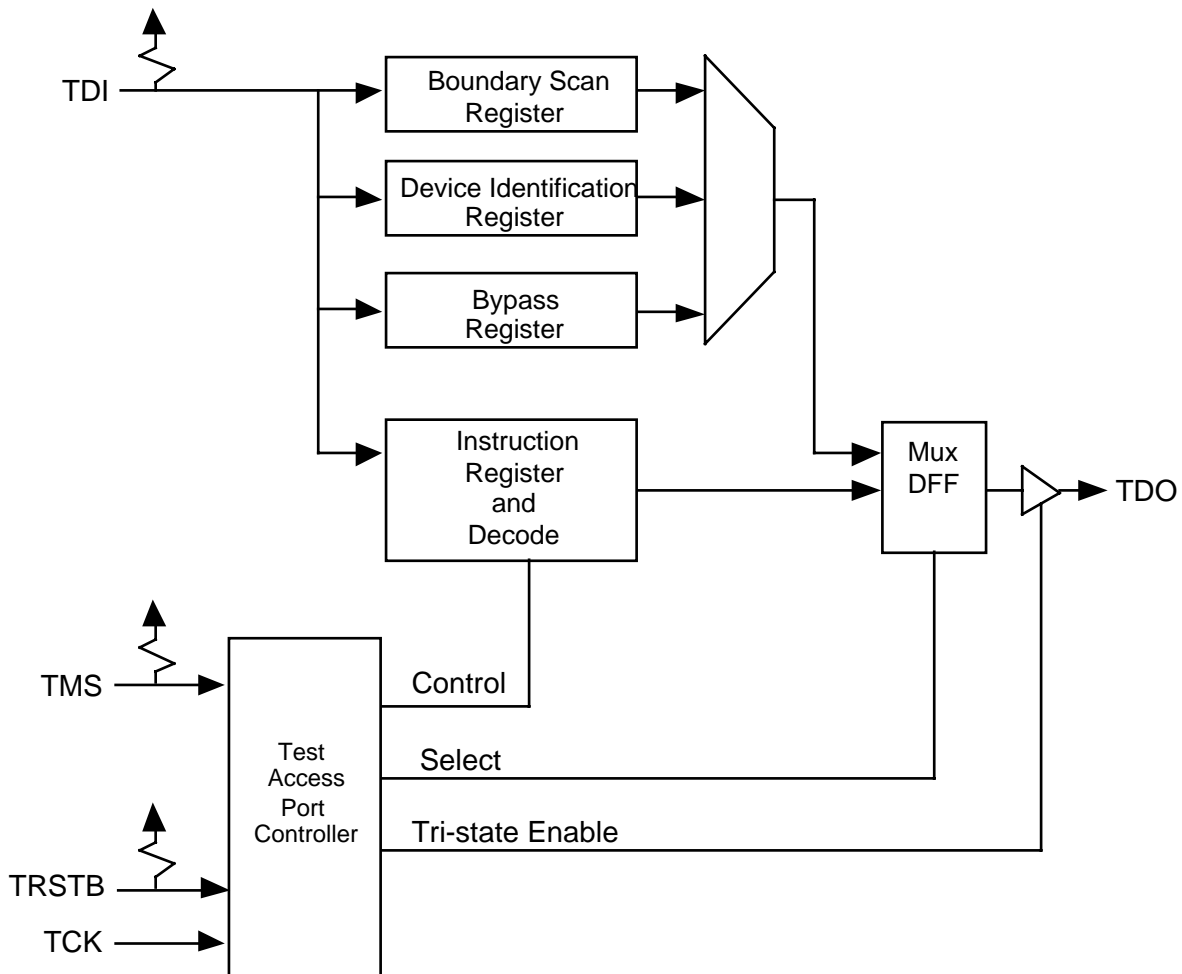 TDI
Boundary Scan
Register
Device Identification
Register
Bypass
Register
Instruction
Register
and
Decode
Mux
DFF
TDO
TMS
Control
Test
Access
Port
Controller
Select
Tri-state Enable
TRSTB
TCK